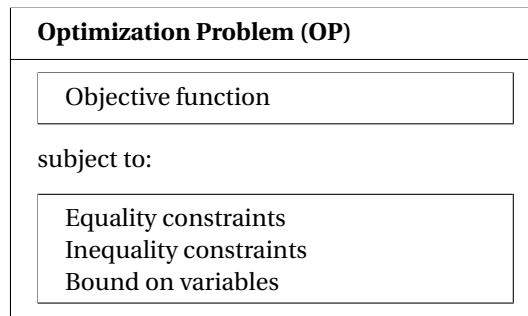 Optimization Problem (OP)
Objective function
subject to:
Equality constraints
Inequality constraints
Bound on variables